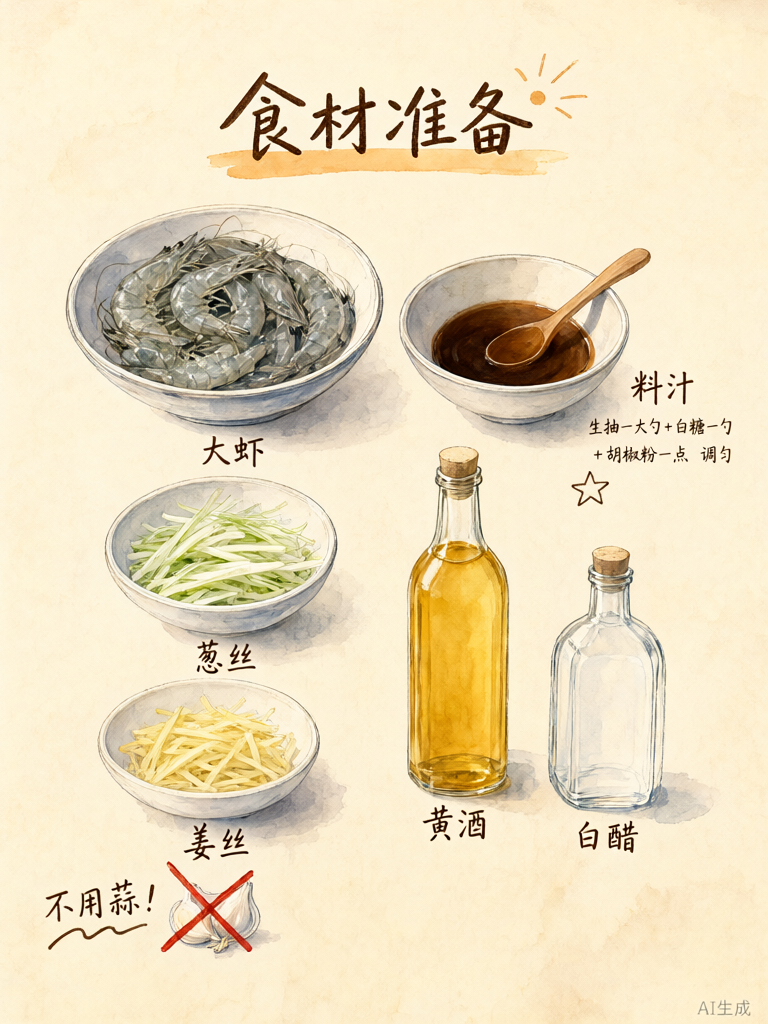 食材准备
大虾
料汁
生抽一大勺+白糖一勺
+胡椒粉一点 调匀
葱丝
姜丝
黄酒
白醋
不用蒜!
AI生成